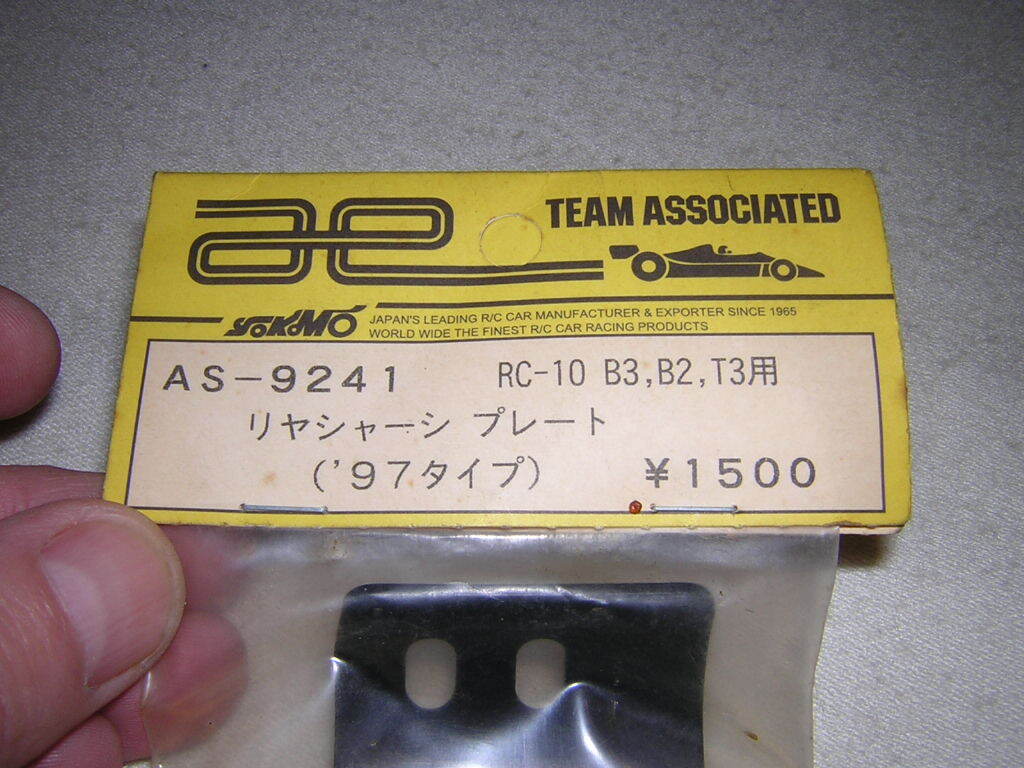 ae TEAM ASSOCIATED
YOKOMO
JAPAN'S LEADING R/C CAR MANUFACTURER & EXPORTER SINCE 1965
WORLD WIDE THE FINEST R/C CAR RACING PRODUCTS
AS-9241 RC-10 B3,B2,T3用
リヤシャーシ プレート
('97タイプ) ¥1500